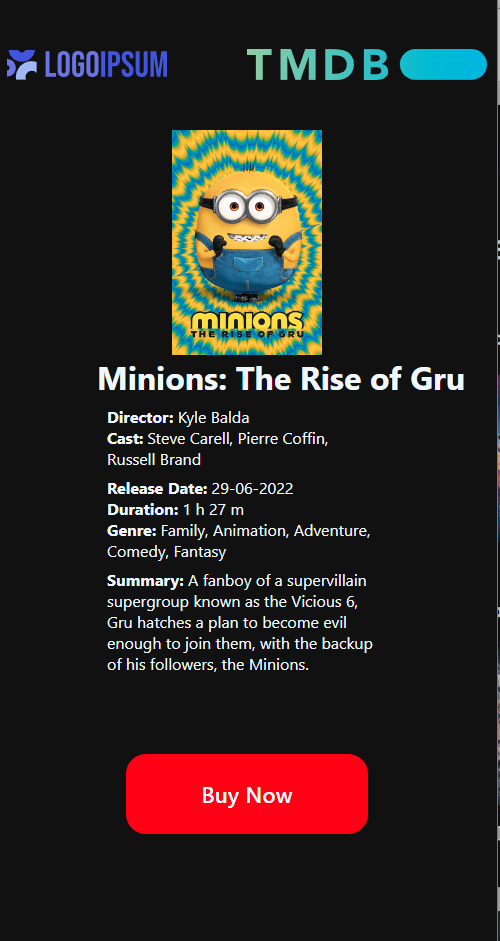 LOGOIPSUM
TMDB
MINIONS
THE RISE OF GRU
Minions: The Rise of Gru
Director: Kyle Balda
Cast: Steve Carell, Pierre Coffin,
Russell Brand
Release Date: 29-06-2022
Duration: 1 h 27 m
Genre: Family, Animation, Adventure,
Comedy, Fantasy
Summary: A fanboy of a supervillain
supergroup known as the Vicious 6,
Gru hatches a plan to become evil
enough to join them, with the backup
of his followers, the Minions.
Buy Now